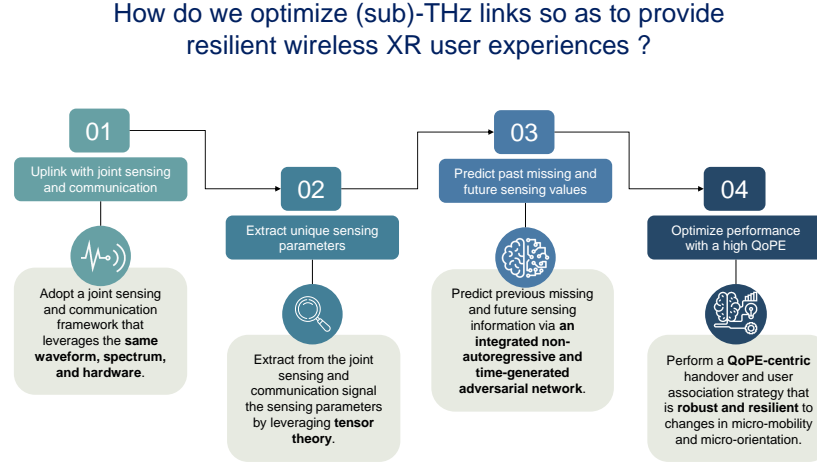 How do we optimize (sub)-THz links so as to provide
resilient wireless XR user experiences ?
01
Uplink with joint sensing
and communication
Adopt a joint sensing
and communication
framework that
leverages the same
waveform, spectrum,
and hardware.
02
Extract unique sensing
parameters
Extract from the joint
sensing and
communication signal
the sensing parameters
by leveraging tensor
theory.
03
Predict past missing and
future sensing values
Predict previous missing
and future sensing
information via an
integrated non-
autoregressive and
time-generated
adversarial network.
04
Optimize performance
with a high QoPE
Perform a QoPE-centric
handover and user
association strategy that
is robust and resilient to
changes in micro-mobility
and micro-orientation.